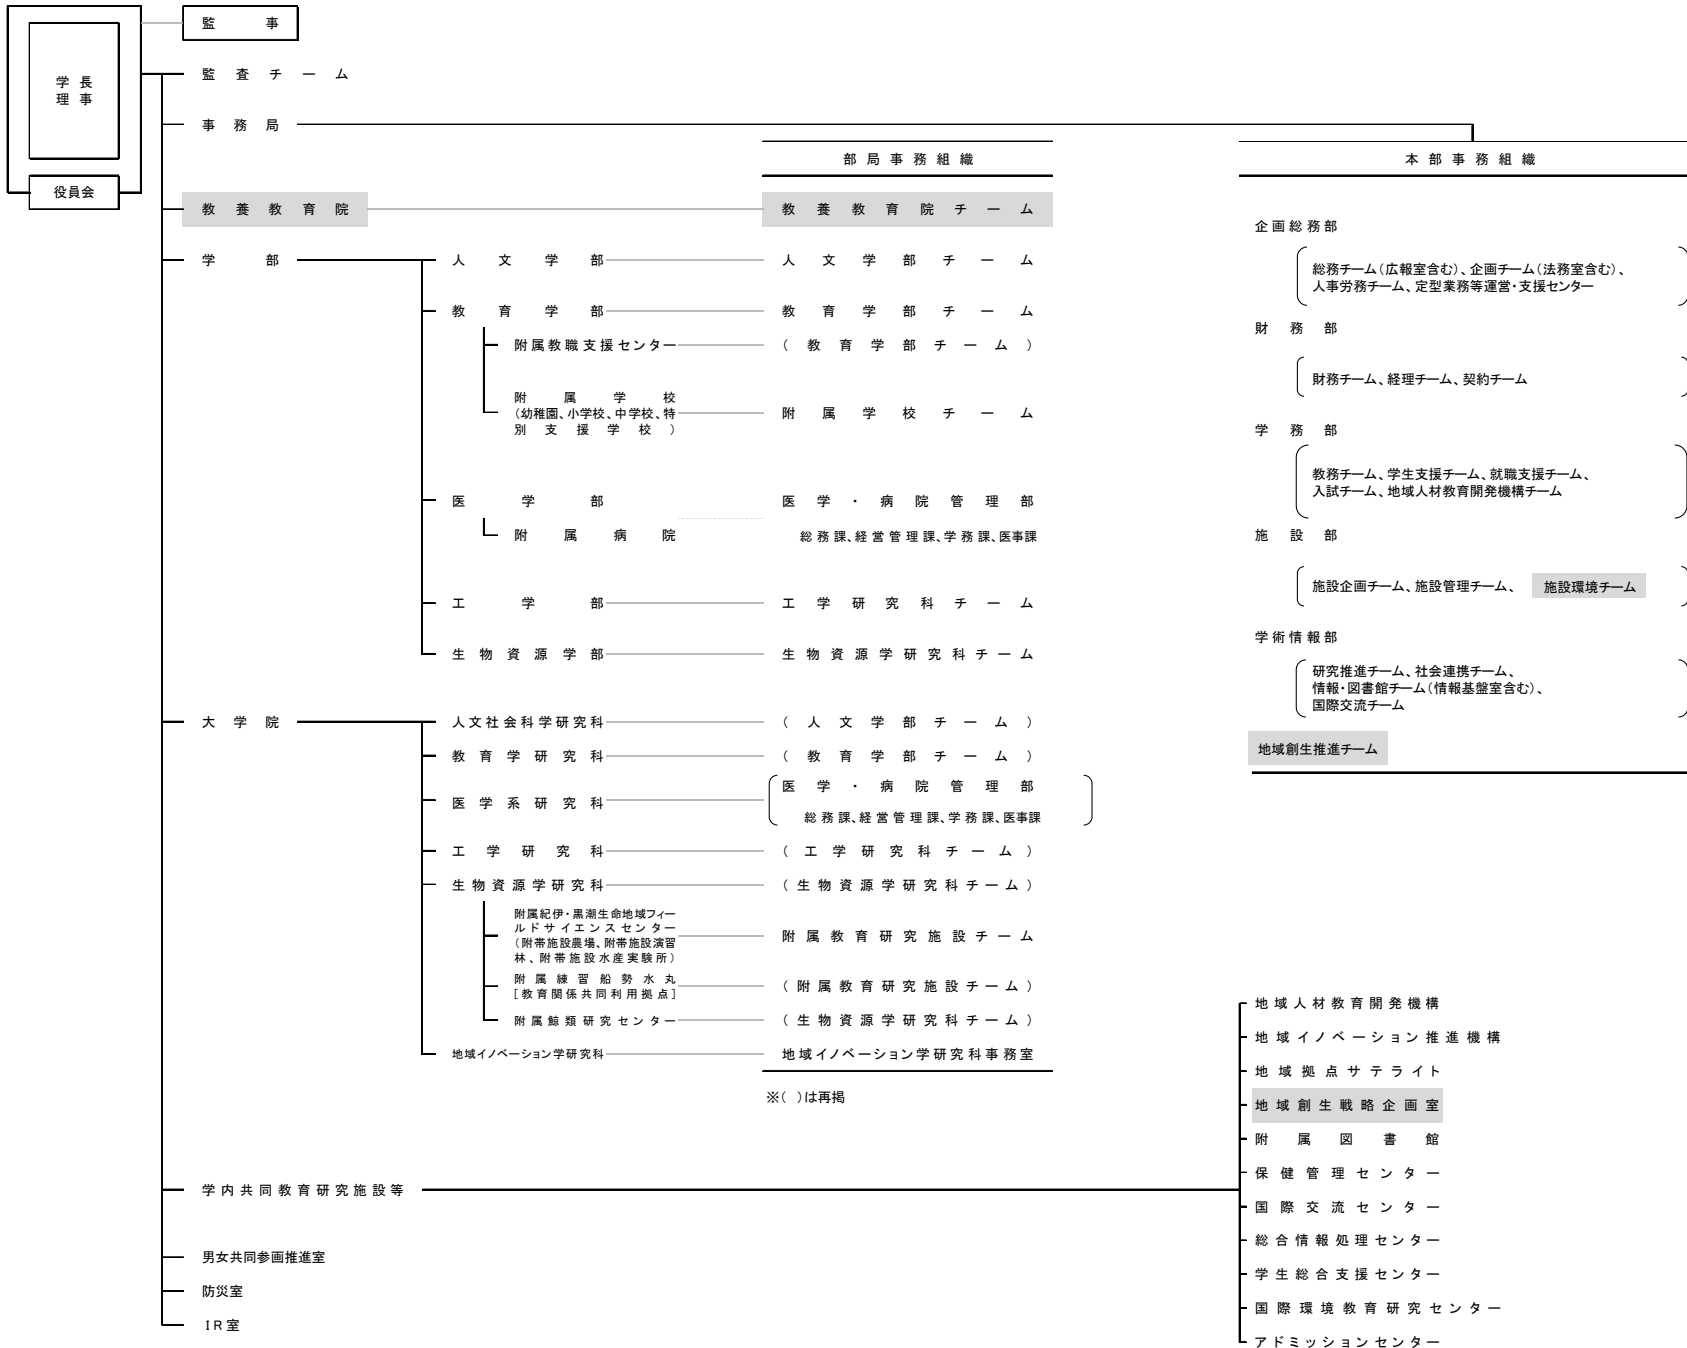 監事
学長
理事
役員会
監査チーム
事務局
部局事務組織
本部事務組織
教養教育院
教養教育院チーム
学部
人文学部
人文学部チーム
教育学部
教育学部チーム
附属教職支援センター
(教育学部チーム)
附属学校
(幼稚園、小学校、中学校、特
別支援学校)
附属学校チーム
医学部
医学・病院管理部
附属病院
総務課、経営管理課、学務課、医事課
工学部
工学研究科チーム
生物資源学部
生物資源学研究科チーム
大学院
人文社会科学研究科
(人文学部チーム)
教育学研究科
(教育学部チーム)
医学系研究科
医学・病院管理部
総務課、経営管理課、学務課、医事課
工学研究科
(工学研究科チーム)
生物資源学研究科
(生物資源学研究科チーム)
附属紀伊・黒潮生命地域フィー
ルドサイエンスセンター
(附帯施設農場、附帯施設演習
林、附帯施設水産実験所)
附属教育研究施設チーム
附属練習船勢水丸
[教育関係共同利用拠点]
(附属教育研究施設チーム)
附属鯨類研究センター
(生物資源学研究科チーム)
地域イノベーション学研究科
地域イノベーション学研究科事務室
※( )は再掲
企画総務部
総務チーム(広報室含む)、企画チーム(法務室含む)、
人事労務チーム、定型業務等運営・支援センター
財務部
財務チーム、経理チーム、契約チーム
学務部
教務チーム、学生支援チーム、就職支援チーム、
入試チーム、地域人材教育開発機構チーム
施設部
施設企画チーム、施設管理チーム、 施設環境チーム
学術情報部
研究推進チーム、社会連携チーム、
情報・図書館チーム(情報基盤室含む)、
国際交流チーム
地域創生推進チーム
学内共同教育研究施設等
地域人材教育開発機構
地域イノベーション推進機構
地域拠点サテライト
地域創生戦略企画室
附属図書館
保健管理センター
国際交流センター
総合情報処理センター
学生総合支援センター
国際環境教育研究センター
アドミッションセンター
男女共同参画推進室
防災室
IR室